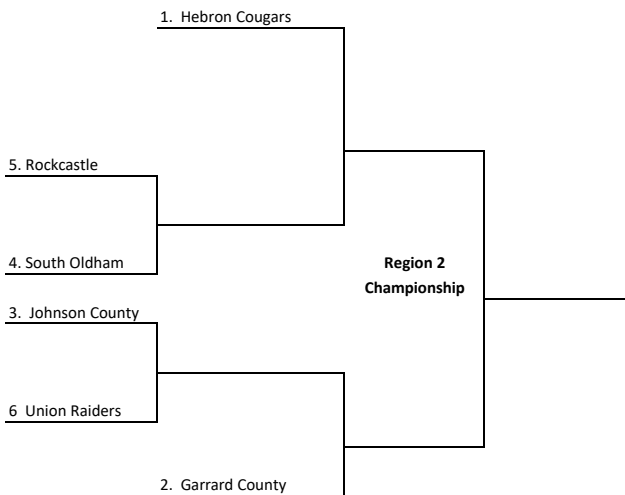 1.  Hebron Cougars
5. Rockcastle
4. South Oldham
Region 2
Championship
3.  Johnson County
6  Union Raiders
2.  Garrard County